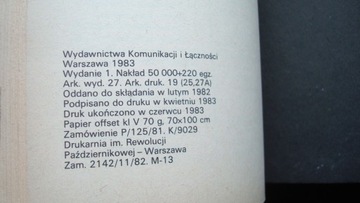 Wydawnictwa Komunikacji i Łączności
Warszawa 1983
Wydanie 1. Nakład 50 000+220 egz.
Ark. wyd. 27. Ark. druk. 19 (25,27A)
Oddano do składania w lutym 1982
Podpisano do druku w kwietniu 1983
Druk ukończono w czerwcu 1983
Papier offset kl V 70 g, 70x100 cm
Zamówienie P/125/81. K/9029
Drukarnia im. Rewolucji
Październikowej – Warszawa
Zam. 2142/11/82. M-13